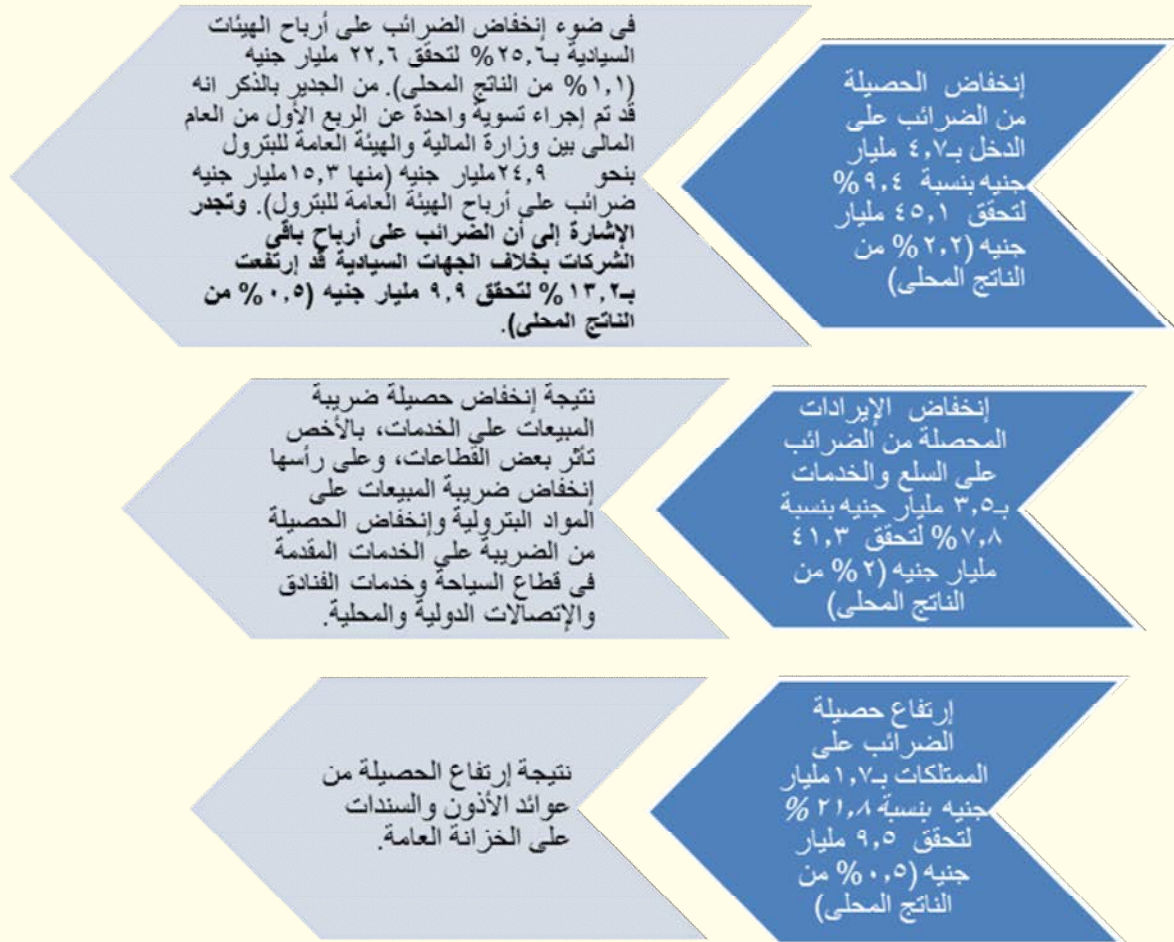 إنخفاض الحصيلة
من الضرائب على
الدخل بـ٤,٧ مليار
جنيه بنسبة ٩,٤%
لتحقق ٤٥,١ مليار
جنيه (٢,٢% من
الناتج المحلى)
فى ضوء إنخفاض الضرائب على أرباح الهيئات
السيادية بـ٢٥,٦% لتحقق ٢٢,٦ مليار جنيه
(١,١% من الناتج المحلى). من الجدير بالذكر انه
قد تم إجراء تسوية واحدة عن الربع الأول من العام
المالى بين وزارة المالية والهيئة العامة للبترول
بنحو ٢٤,٩مليار جنيه (منها ١٥,٣مليار جنيه
ضرائب على أرباح الهيئة العامة للبترول). وتجدر
الإشارة إلى أن الضرائب على أرباح باقى
الشركات بخلاف الجهات السيادية قد إرتفعت
بـ١٣,٢% لتحقق ٩,٩ مليار جنيه (٠,٥% من
الناتج المحلى).
إنخفاض الإيرادات
المحصلة من الضرائب
على السلع والخدمات
بـ٣,٥ مليار جنيه بنسبة
٧,٨% لتحقق ٤١,٣
مليار جنيه (٢% من
الناتج المحلى)
نتيجة إنخفاض حصيلة ضريبة
المبيعات على الخدمات، بالأخص
تأثر بعض القطاعات، وعلى رأسها
إنخفاض ضريبة المبيعات على
المواد البترولية وإنخفاض الحصيلة
من الضريبة على الخدمات المقدمة
فى قطاع السياحة وخدمات الفنادق
والإتصالات الدولية والمحلية.
إرتفاع حصيلة
الضرائب على
الممتلكات بـ١,٧مليار
جنيه بنسبة ٢١,٨%
لتحقق ٩,٥ مليار
جنيه (٠,٥% من
الناتج المحلى)
نتيجة إرتفاع الحصيلة من
عوائد الأذون والسندات
على الخزانة العامة.